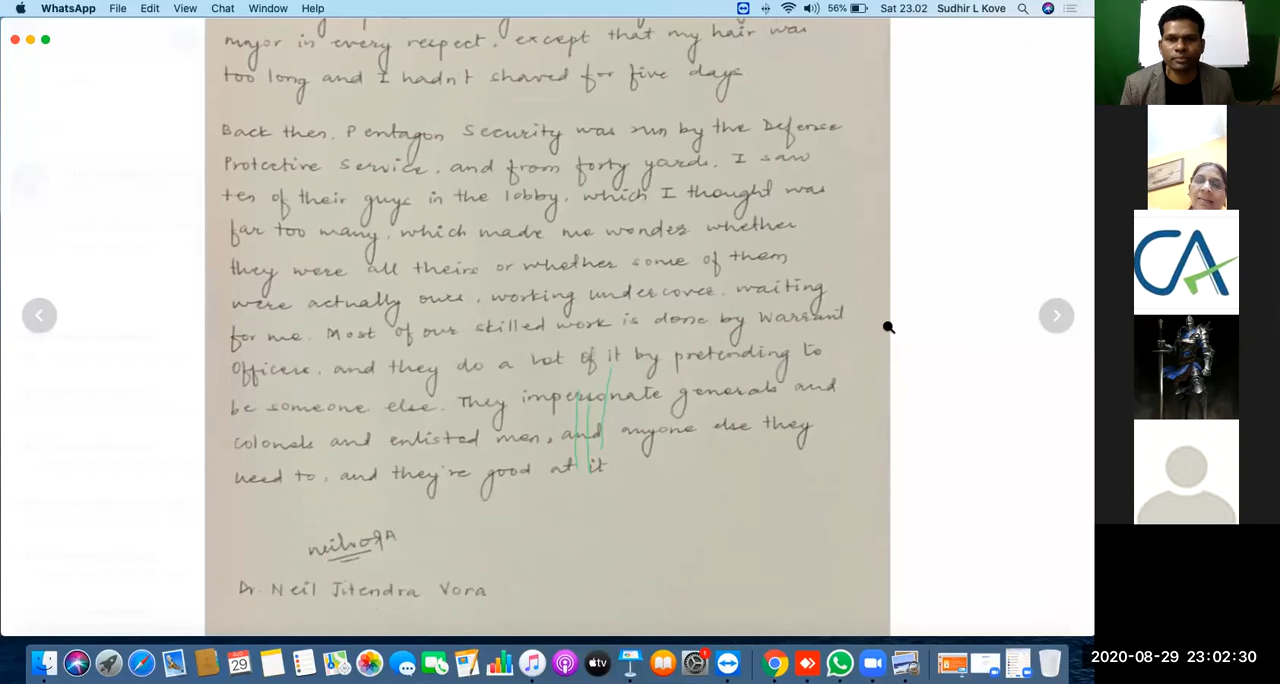 WhatsApp File Edit View Chat Window Help 56% Sat 23.02 Sudhir L Kove
major in every respect, except that my hair was
too long and I hadn't shaved for five days
Back then, Pentagon Security was run by the Defense
Protective Service, and from forty yards, I saw
ten of their guys in the lobby, which I thought was
far too many, which made me wonder whether
they were all theirs or whether some of them
were actually ours, working undercover, waiting
for me. Most of our skilled work is done by Warrant
Officers, and they do a lot of it by pretending to
be someone else. They impersonate generals and
colonels and enlisted men, and anyone else they
need to, and they're good at it
Dr. Neil Jitendra Vora
CA
AUG
29
tv
1
2020-08-29 23:02:30